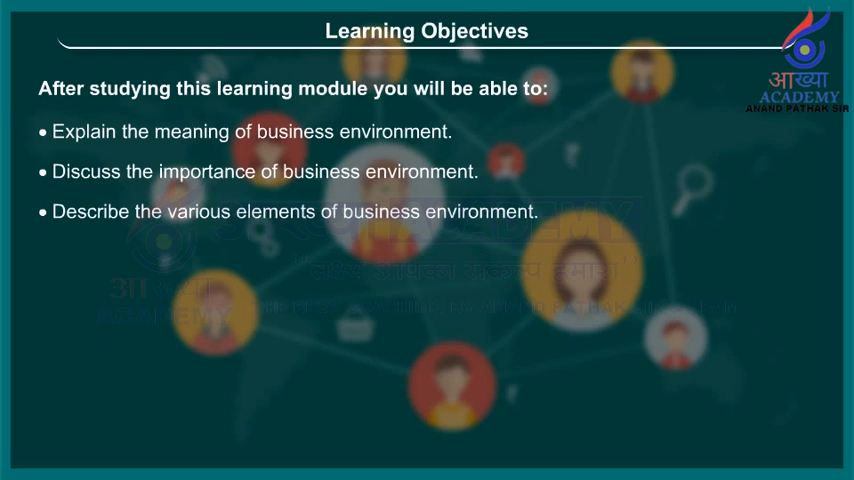 Learning Objectives
आख्या
ACADEMY
ANAND PATHAK SIR
After studying this learning module you will be able to:
• Explain the meaning of business environment.
• Discuss the importance of business environment.
• Describe the various elements of business environment.
ACADEMY